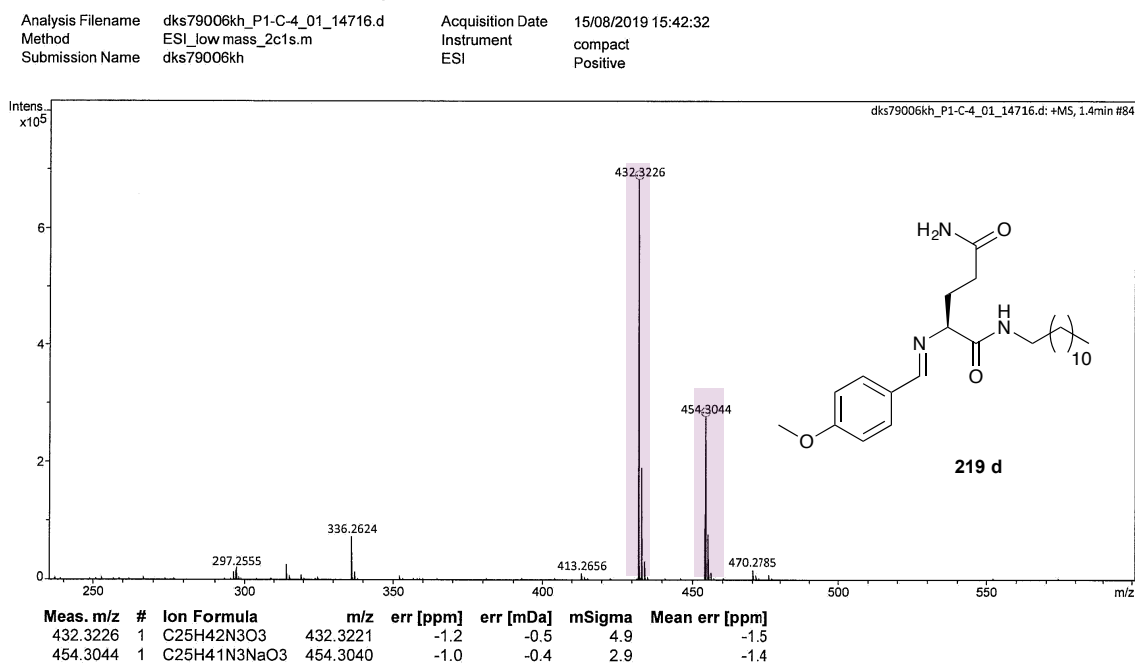 Analysis Filename dks79006kh_P1-C-4_01_14716.d Acquisition Date 15/08/2019 15:42:32
Method ESI_low mass_2c1s.m Instrument compact
Submission Name dks79006kh ESI Positive
Intens.
x10^5
dks79006kh_P1-C-4_01_14716.d: +MS, 1.4min #84
432.3226
6
H2N O
H
N
N
10
O
4
454.3044
O
219 d
2
336.2624
297.2555
413.2656
470.2785
0
250 300 350 400 450 500 550 m/z
Meas. m/z # Ion Formula m/z err [ppm] err [mDa] mSigma Mean err [ppm]
432.3226 1 C25H42N3O3 432.3221 -1.2 -0.5 4.9 -1.5
454.3044 1 C25H41N3NaO3 454.3040 -1.0 -0.4 2.9 -1.4